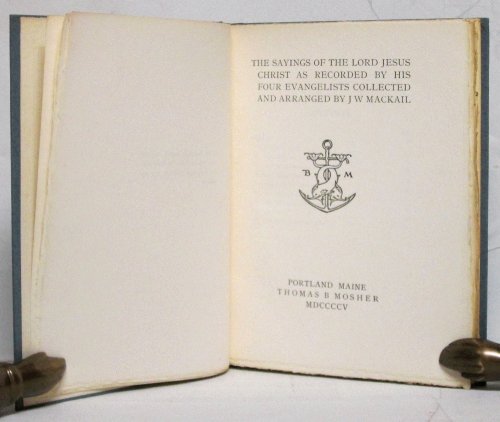 THE SAYINGS OF THE LORD JESUS
CHRIST AS RECORDED BY HIS
FOUR EVANGELISTS COLLECTED
AND ARRANGED BY J W MACKAIL
B M
PORTLAND MAINE
THOMAS B MOSHER
MDCCCCV